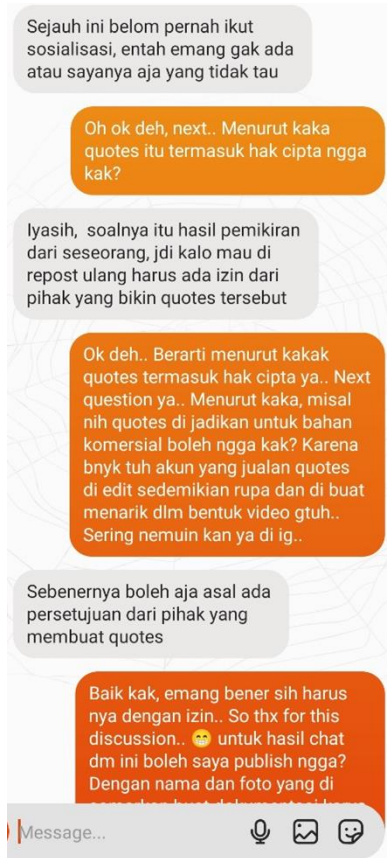 Sejauh ini belom pernah ikut
sosialisasi, entah emang gak ada
atau sayanya aja yang tidak tau
Oh ok deh, next.. Menurut kaka
quotes itu termasuk hak cipta ngga
kak?
Iyasih, soalnya itu hasil pemikiran
dari seseorang, jdi kalo mau di
repost ulang harus ada izin dari
pihak yang bikin quotes tersebut
Ok deh.. Berarti menurut kakak
quotes termasuk hak cipta ya.. Next
question ya.. Menurut kaka, misal
nih quotes di jadikan untuk bahan
komersial boleh ngga kak? Karena
bnyk tuh akun yang jualan quotes
di edit sedemikian rupa dan di buat
menarik dlm bentuk video gtuh..
Sering nemuin kan ya di ig..
Sebenernya boleh aja asal ada
persetujuan dari pihak yang
membuat quotes
Baik kak, emang bener sih harus
nya dengan izin.. So thx for this
discussion.. 😁 untuk hasil chat
dm ini boleh saya publish ngga?
Dengan nama dan foto yang di
Message...